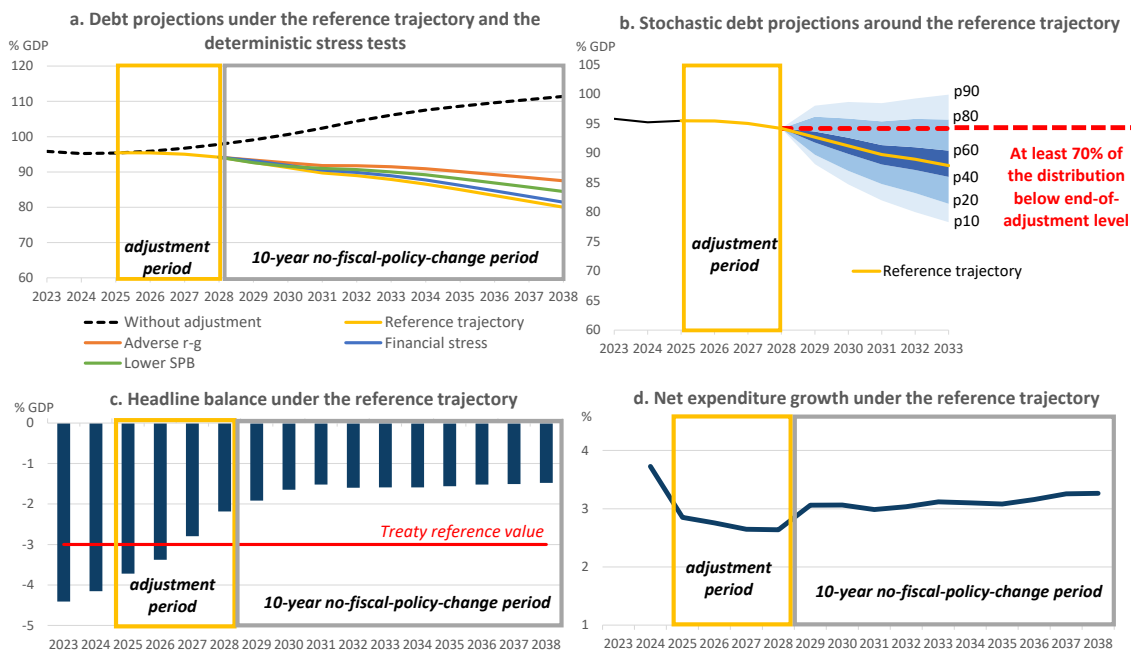 a. Debt projections under the reference trajectory and the
deterministic stress tests
% GDP
120
110
100
90
80
70
60
adjustment
period
10-year no-fiscal-policy-change period
2023 2024 2025 2026 2027 2028 2029 2030 2031 2032 2033 2034 2035 2036 2037 2038
Without adjustment
Reference trajectory
Adverse r-g
Financial stress
Lower SPB
b. Stochastic debt projections around the reference trajectory
% GDP
105
100
95
90
85
80
75
70
65
60
p90
p80
p60
p40
p20
p10
At least 70% of
the distribution
below end-of-
adjustment level
adjustment
period
Reference trajectory
2023 2024 2025 2026 2027 2028 2029 2030 2031 2032 2033
c. Headline balance under the reference trajectory
% GDP
0
-1
-2
-3
-4
-5
Treaty reference value
adjustment
period
10-year no-fiscal-policy-change period
2023 2024 2025 2026 2027 2028 2029 2030 2031 2032 2033 2034 2035 2036 2037 2038
d. Net expenditure growth under the reference trajectory
%
4
3
2
1
adjustment
period
10-year no-fiscal-policy-change period
2023 2024 2025 2026 2027 2028 2029 2030 2031 2032 2033 2034 2035 2036 2037 2038